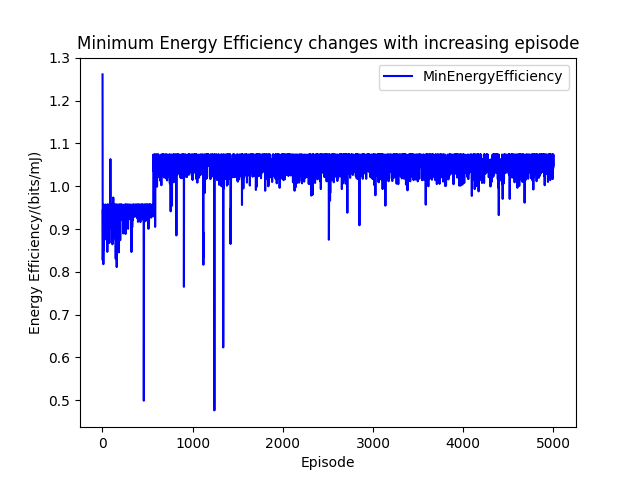 Minimum Energy Efficiency changes with increasing episode
MinEnergyEfficiency
Energy Efficiency/(bits/mJ)
1.3
1.2
1.1
1.0
0.9
0.8
0.7
0.6
0.5
0 1000 2000 3000 4000 5000
Episode